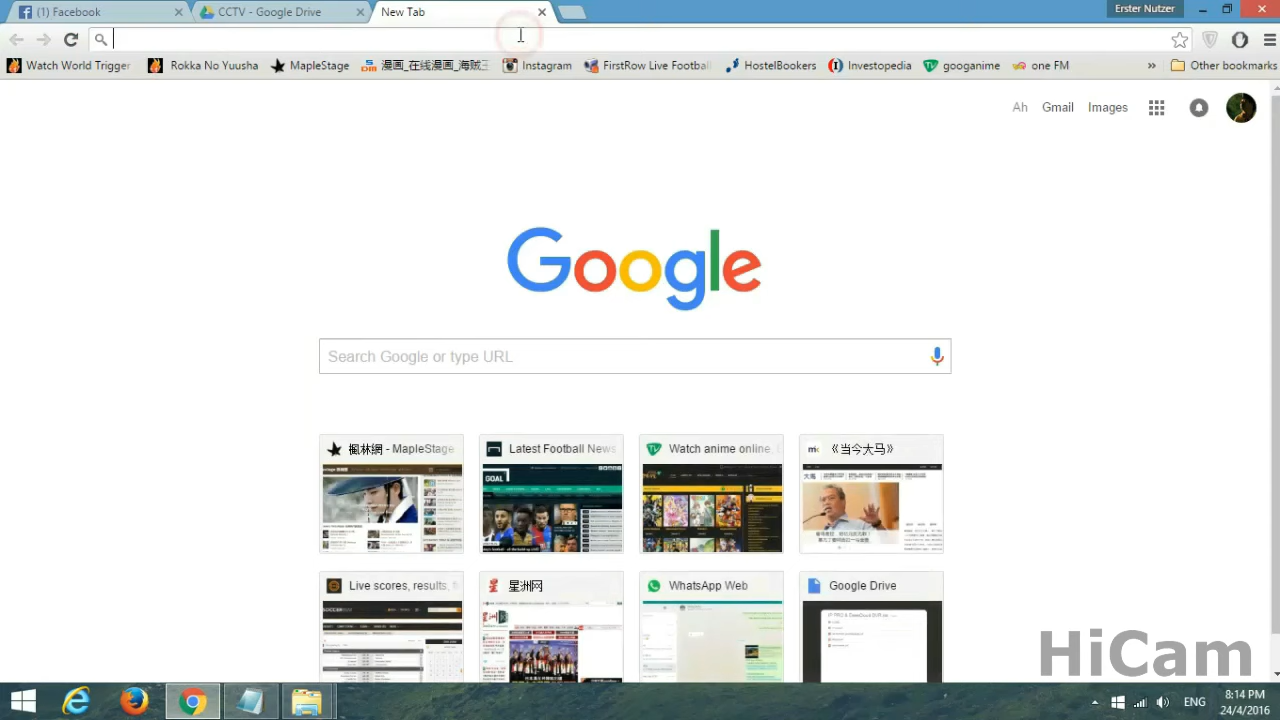 (1) Facebook
CCTV - Google Drive
New Tab
Erster Nutzer
Watch World Trigger
Rokka No Yuusha
MapleStage
漫画_在线漫画_海贼王
Instagram
FirstRow Live Football
HostelBookers
Investopedia
googanime
one FM
Other bookmarks
Ah Gmail Images
Google
Search Google or type URL
楓林網 - MapleStage
Latest Football News
Watch anime online,
《当今大马》
GOAL
Live scores, results,
星洲网
WhatsApp Web
Google Drive
HiCam
ENG
8:14 PM
24/4/2016